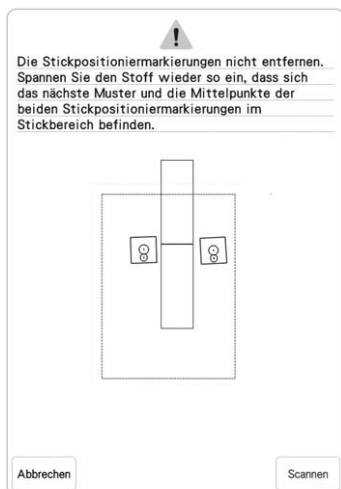 Die Stickpositioniermarkierungen nicht entfernen.
Spannen Sie den Stoff wieder so ein, dass sich
das nächste Muster und die Mittelpunkte der
beiden Stickpositioniermarkierungen im
Stickbereich befinden.
Abbrechen
Scannen